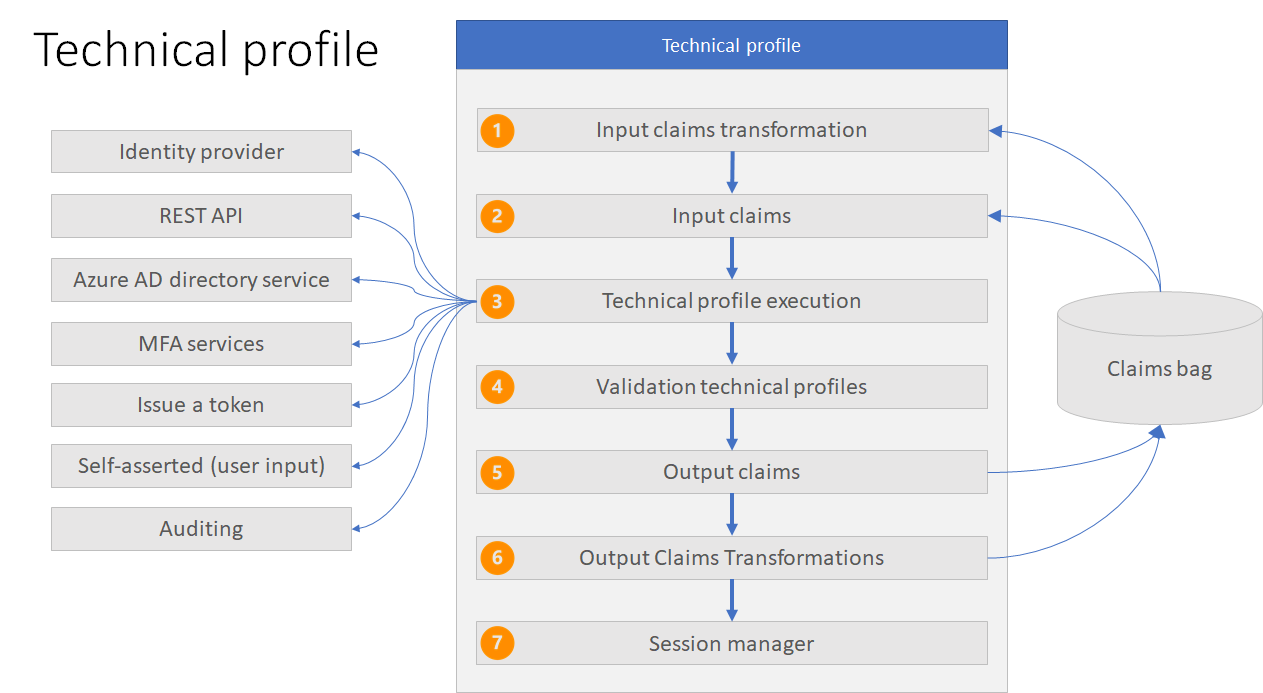 Technical profile
Technical profile
Identity provider
REST API
Azure AD directory service
MFA services
Issue a token
Self-asserted (user input)
Auditing
1 Input claims transformation
2 Input claims
3 Technical profile execution
4 Validation technical profiles
5 Output claims
6 Output Claims Transformations
7 Session manager
Claims bag